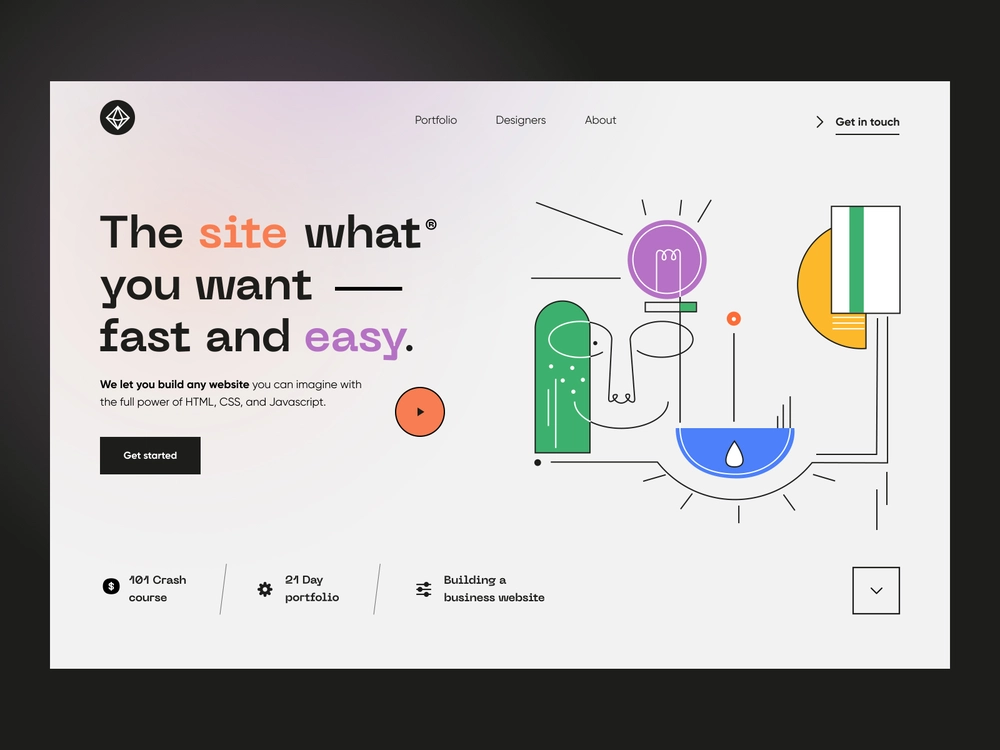 Portfolio
Designers
About
Get in touch
The site what®
you want —
fast and easy.
We let you build any website you can imagine with
the full power of HTML, CSS, and Javascript.
Get started
$
101 Crash
course
21 Day
portfolio
Building a
business website